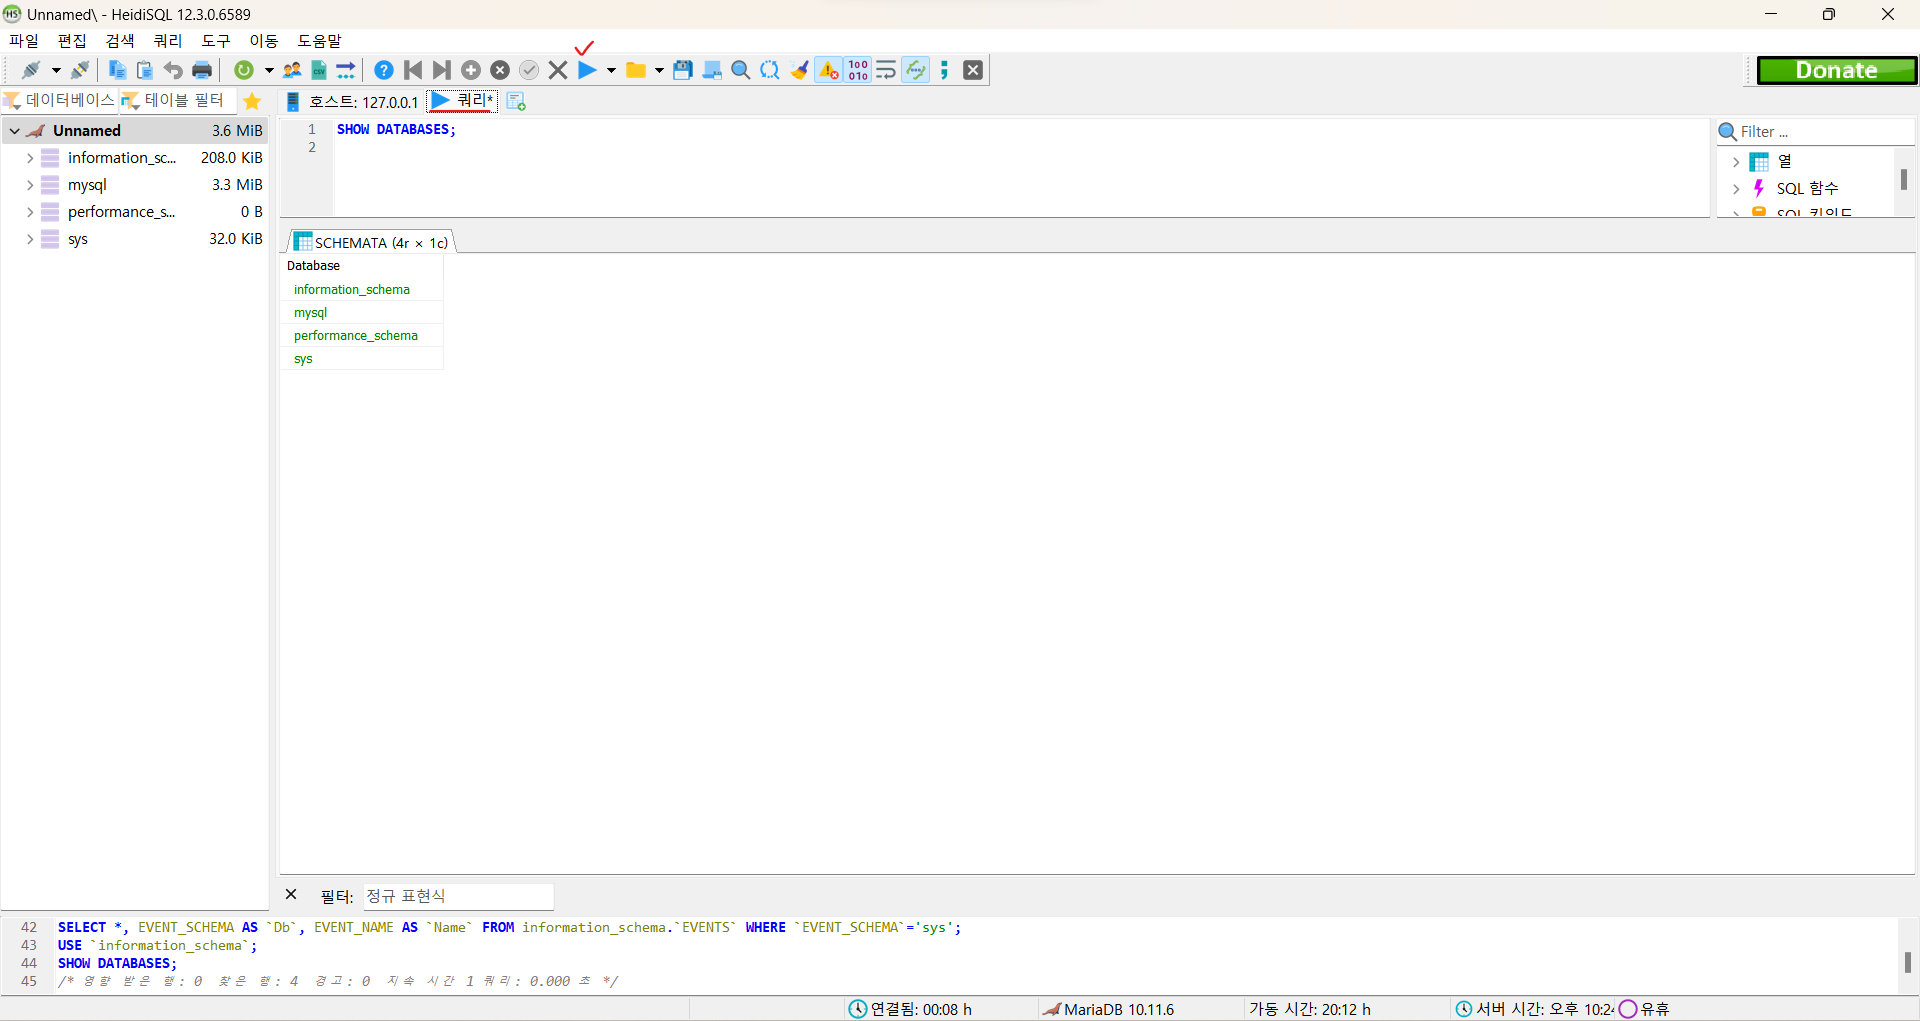 Unnamed\ - HeidiSQL 12.3.0.6589
파일 편집 검색 쿼리 도구 이동 도움말
Donate
데이터베이스 테이블 필터 호스트: 127.0.0.1 쿼리*
Unnamed 3.6 MiB
information_sc... 208.0 KiB
mysql 3.3 MiB
performance_s... 0 B
sys 32.0 KiB
1 SHOW DATABASES;
2
Filter ...
열
SQL 함수
SQL 키워드
SCHEMATA (4r × 1c)
Database
information_schema
mysql
performance_schema
sys
필터: 정규 표현식
42 SELECT *, EVENT_SCHEMA AS `Db`, EVENT_NAME AS `Name` FROM information_schema.`EVENTS` WHERE `EVENT_SCHEMA`='sys';
43 USE `information_schema`;
44 SHOW DATABASES;
45 /* 영향 받은 행: 0 찾은 행: 4 경고: 0 지속 시간 1 쿼리: 0.000 초 */
연결됨: 00:08 h MariaDB 10.11.6 가동 시간: 20:12 h 서버 시간: 오후 10:24 유휴